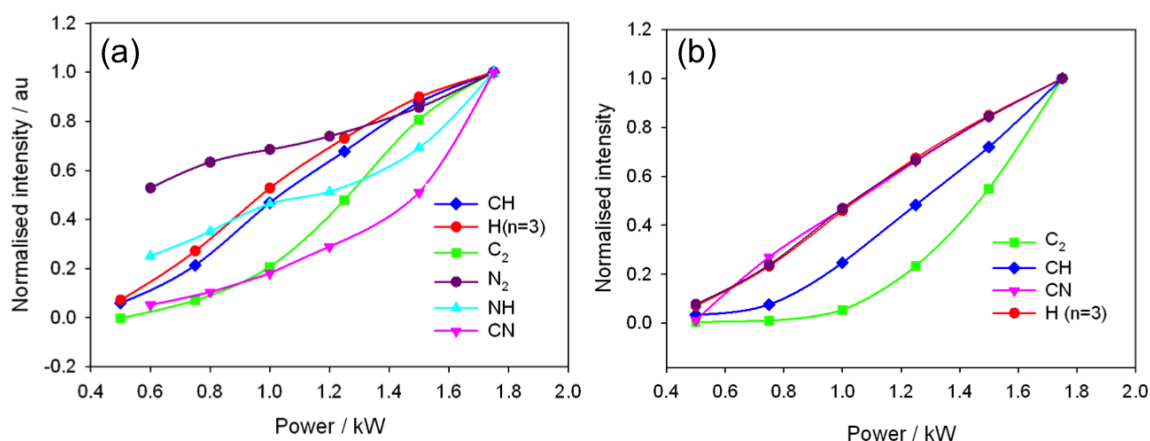 (a)
Normalised intensity / au
1.2
1.0
0.8
0.6
0.4
0.2
0.0
-0.2
0.4 0.6 0.8 1.0 1.2 1.4 1.6 1.8 2.0
Power / kW
CH
H(n=3)
C₂
N₂
NH
CN
(b)
Normalised intensity
1.2
1.0
0.8
0.6
0.4
0.2
0.0
0.4 0.6 0.8 1.0 1.2 1.4 1.6 1.8 2.0
Power / kW
C₂
CH
CN
H (n=3)